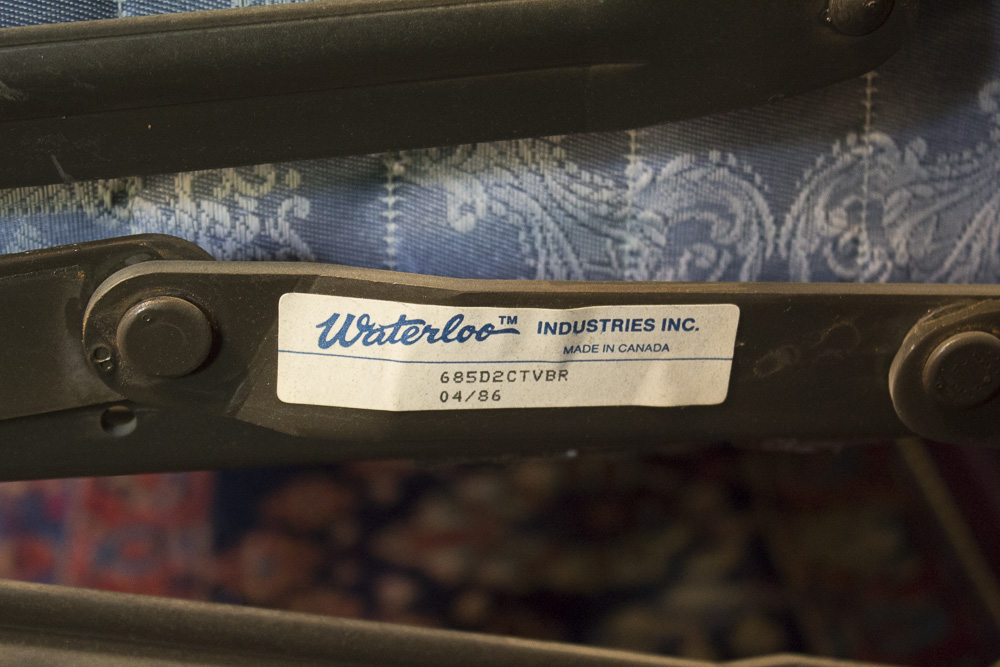 Waterloo™ INDUSTRIES INC.
MADE IN CANADA
685D2CTVBR
04/86